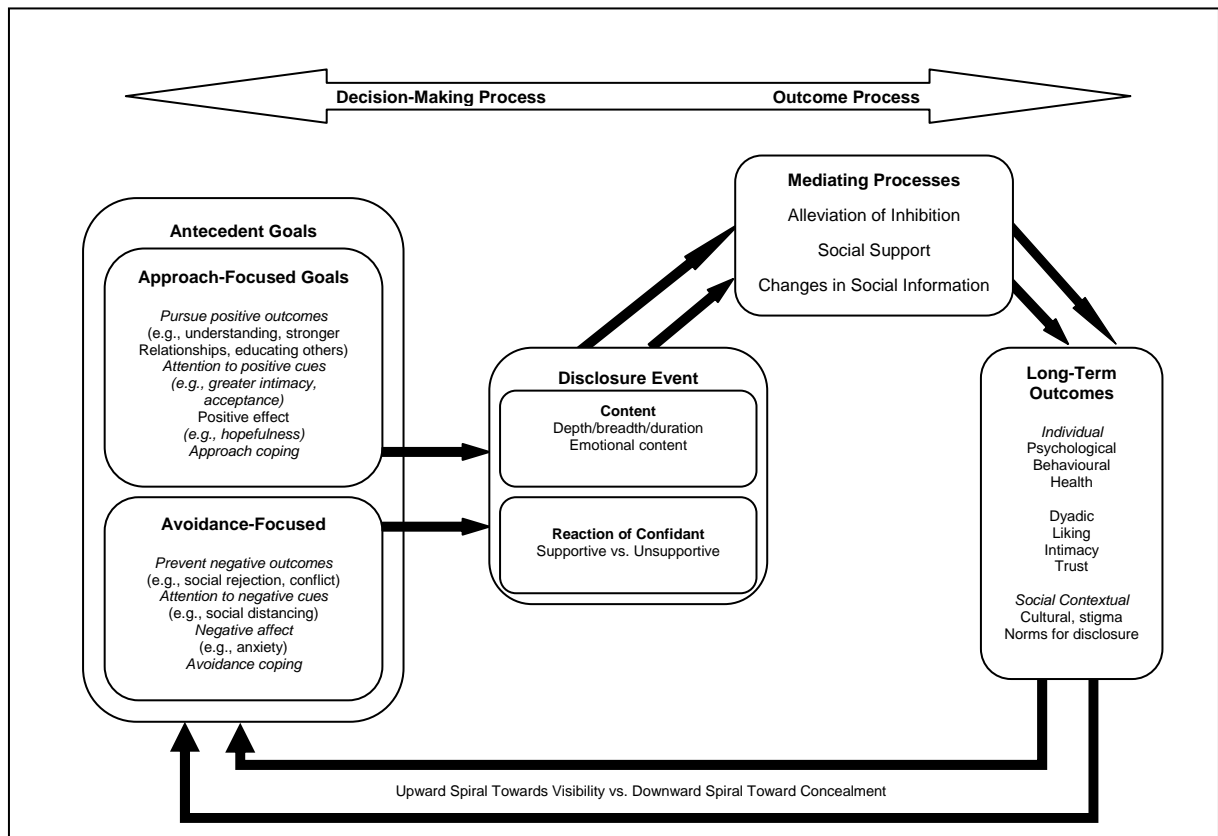 Decision-Making Process
Outcome Process
Antecedent Goals
Approach-Focused Goals
Pursue positive outcomes
(e.g., understanding, stronger
Relationships, educating others)
Attention to positive cues
(e.g., greater intimacy,
acceptance)
Positive effect
(e.g., hopefulness)
Approach coping
Avoidance-Focused
Prevent negative outcomes
(e.g., social rejection, conflict)
Attention to negative cues
(e.g., social distancing)
Negative affect
(e.g., anxiety)
Avoidance coping
Disclosure Event
Content
Depth/breadth/duration
Emotional content
Reaction of Confidant
Supportive vs. Unsupportive
Mediating Processes
Alleviation of Inhibition
Social Support
Changes in Social Information
Long-Term
Outcomes
Individual
Psychological
Behavioural
Health
Dyadic
Liking
Intimacy
Trust
Social Contextual
Cultural, stigma
Norms for disclosure
Upward Spiral Towards Visibility vs. Downward Spiral Toward Concealment